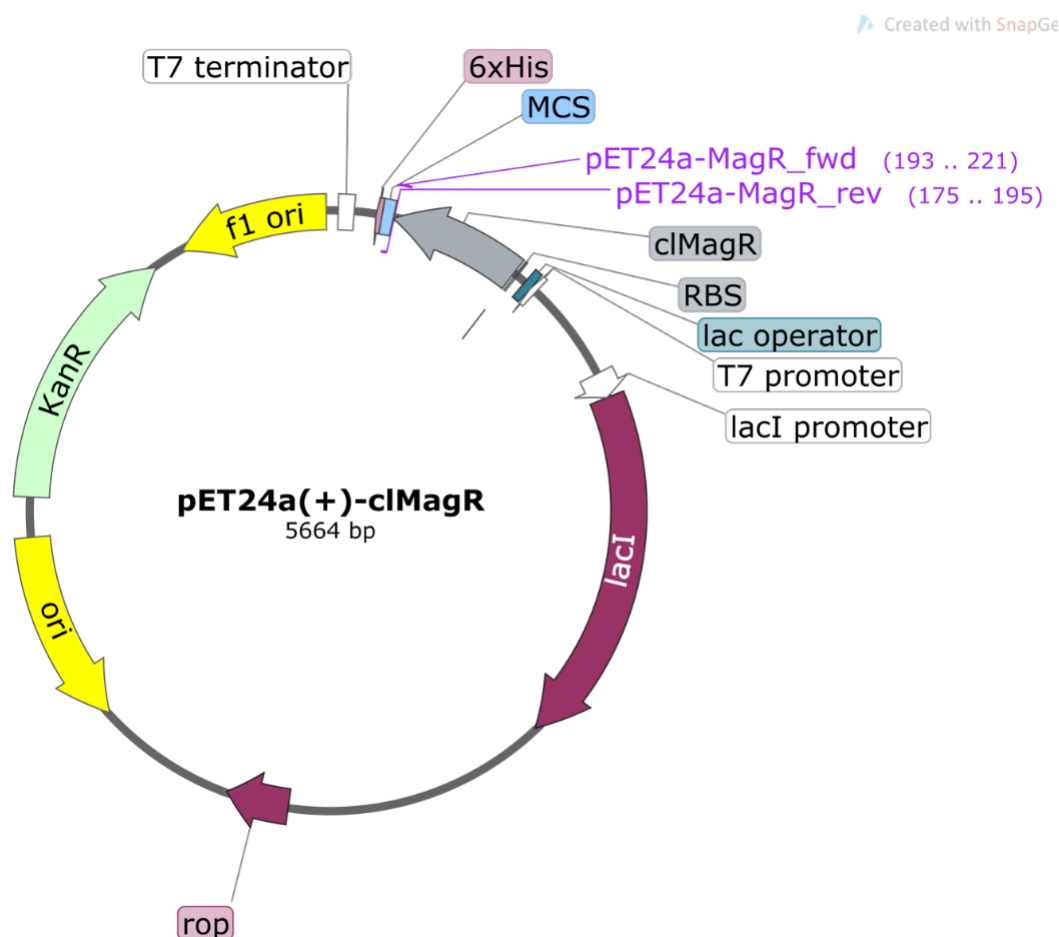 Created with SnapGe
T7 terminator
6xHis
MCS
pET24a-MagR_fwd (193 .. 221)
pET24a-MagR_rev (175 .. 195)
f1 ori
clMagR
RBS
lac operator
T7 promoter
lacI promoter
KanR
pET24a(+)-clMagR
5664 bp
lacI
ori
rop